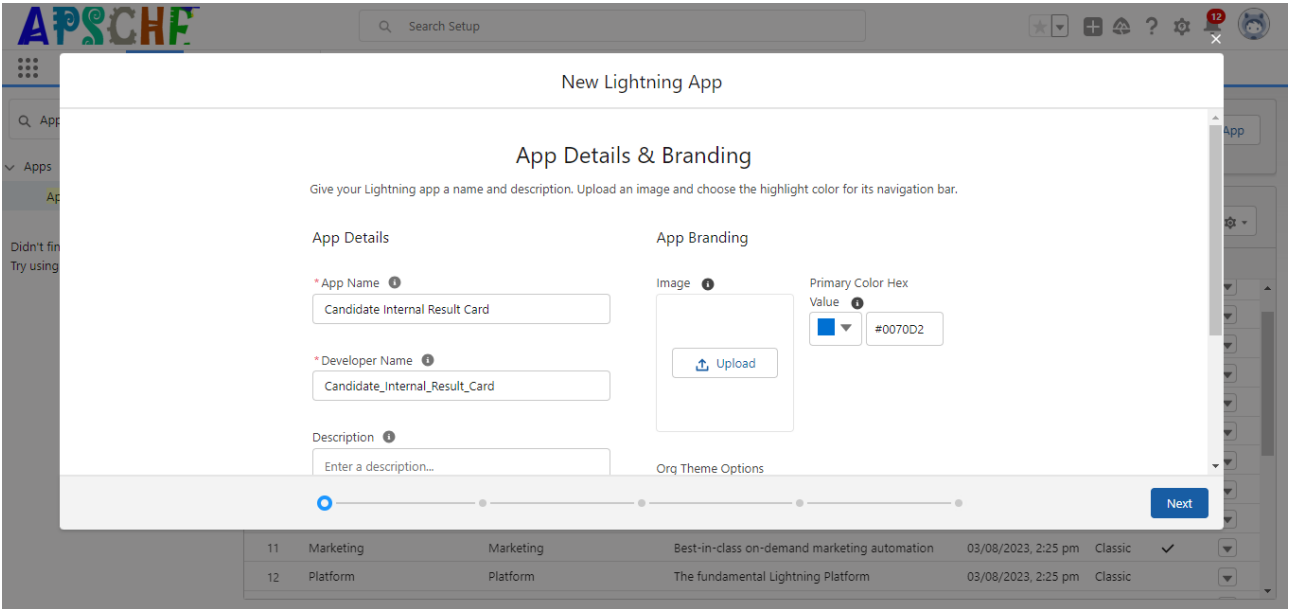 APSCHE
Search Setup
12
App
App
Apps
Ap
Didn't fin
Try using
New Lightning App
App Details & Branding
Give your Lightning app a name and description. Upload an image and choose the highlight color for its navigation bar.
App Details
*App Name
Candidate Internal Result Card
*Developer Name
Candidate_Internal_Result_Card
Description
Enter a description...
App Branding
Image
Upload
Primary Color Hex
Value
#0070D2
Org Theme Options
Next
11 Marketing Marketing Best-in-class on-demand marketing automation 03/08/2023, 2:25 pm Classic
12 Platform Platform The fundamental Lightning Platform 03/08/2023, 2:25 pm Classic